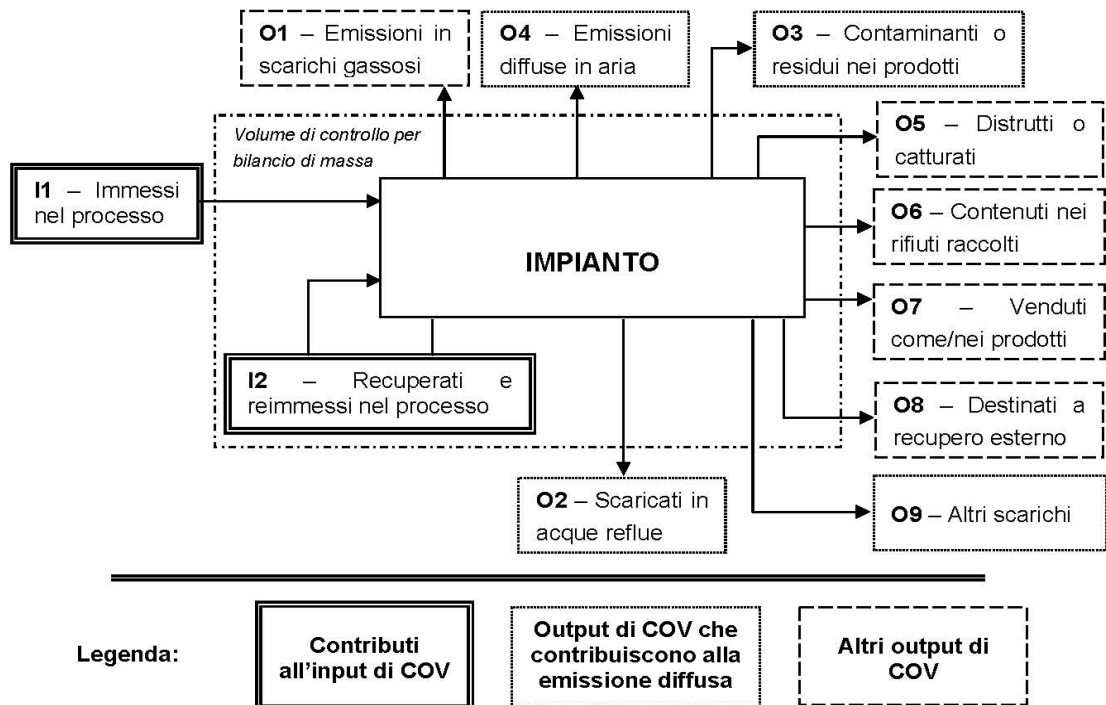 O1 – Emissioni in
scarichi gassosi
O4 – Emissioni
diffuse in aria
O3 – Contaminanti o
residui nei prodotti
Volume di controllo per
bilancio di massa
O5 – Distrutti o
catturati
I1 – Immessi
nel processo
O6 – Contenuti nei
rifiuti raccolti
IMPIANTO
O7 – Venduti
come/nei prodotti
I2 – Recuperati e
reimmessi nel processo
O8 – Destinati a
recupero esterno
O2 – Scaricati in
acque reflue
O9 – Altri scarichi
Legenda:
Contributi
all'input di COV
Output di COV che
contribuiscono alla
emissione diffusa
Altri output di
COV